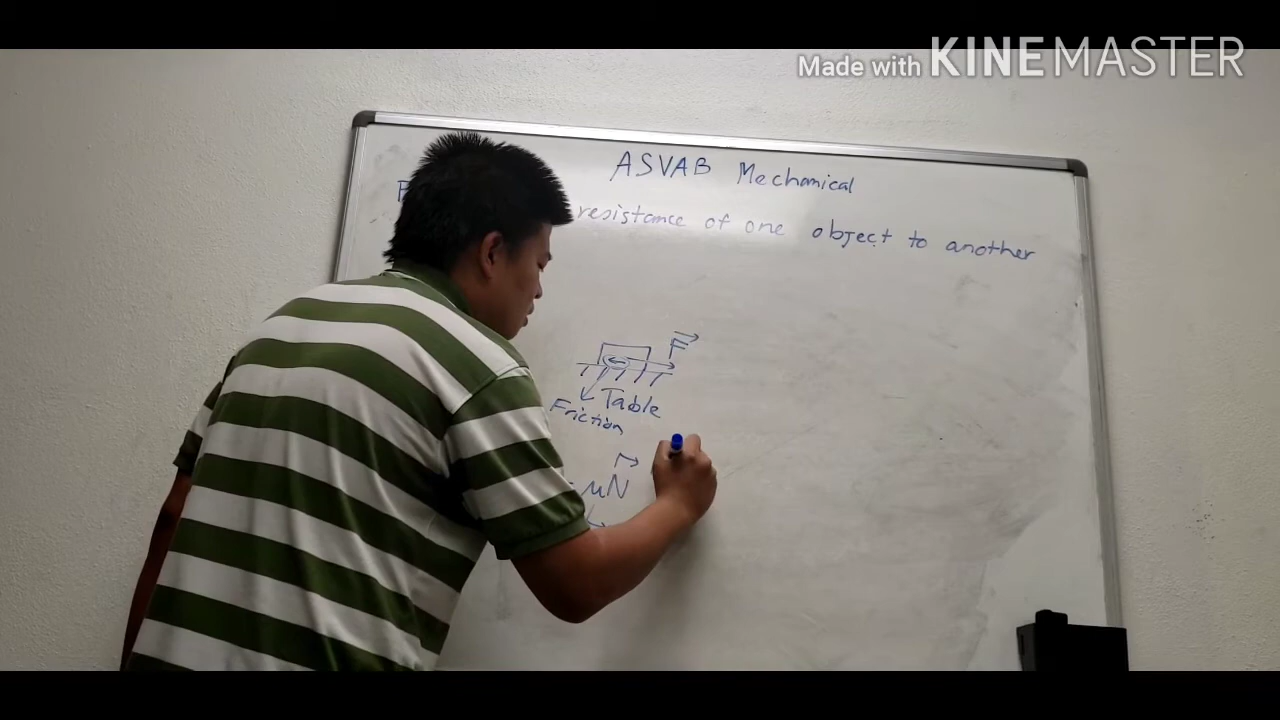 Made with KINEMASTER
ASVAB Mechanical
resistance of one object to another
F
Table
Friction
μN